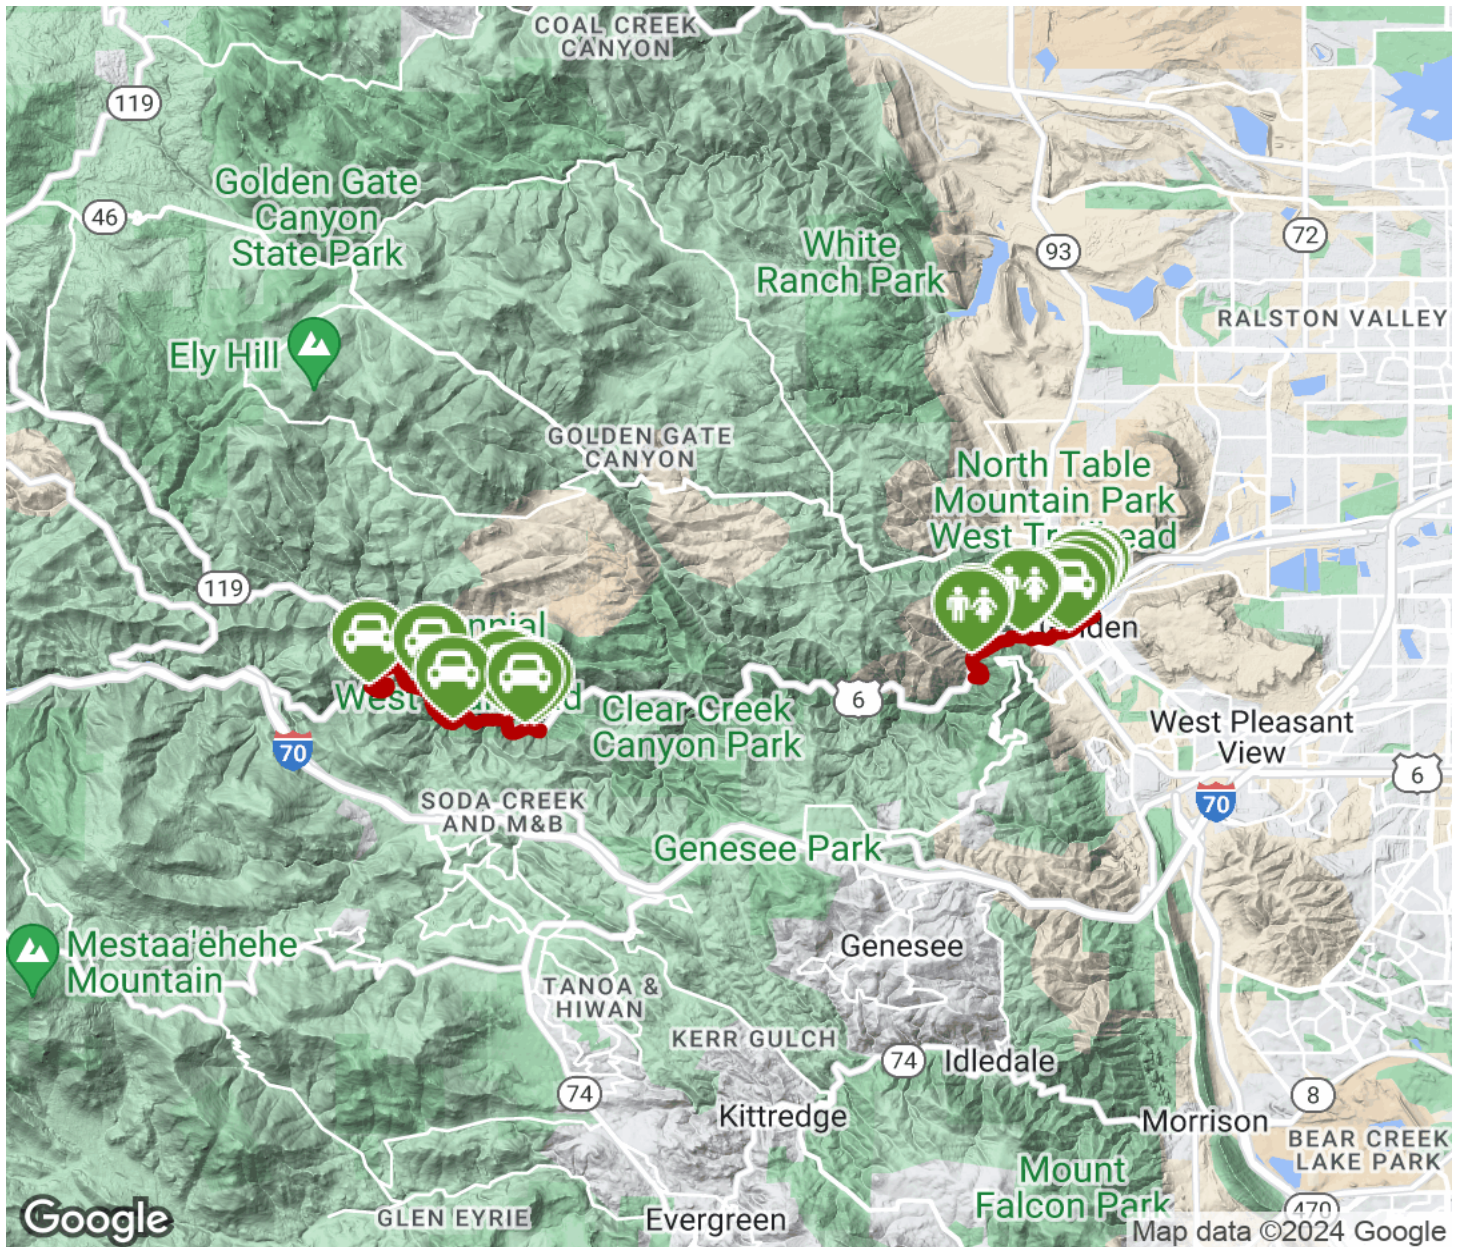 COAL CREEK
CANYON
119
Golden Gate
Canyon
State Park
46
White
Ranch Park
93
72
RALSTON VALLEY
Ely Hill
GOLDEN GATE
CANYON
North Table
Mountain Park
West
119
West
6
Clear Creek
Canyon Park
West Pleasant
View
6
70
70
SODA CREEK
AND M&B
Genesee Park
Genesee
Mestaa'ėhehe
Mountain
TANOA &
HIWAN
KERR GULCH
74
Idledale
74
Kittredge
8
Morrison
BEAR CREEK
LAKE PARK
Mount
Falcon Park
470
GLEN EYRIE
Evergreen
Google
Map data ©2024 Google